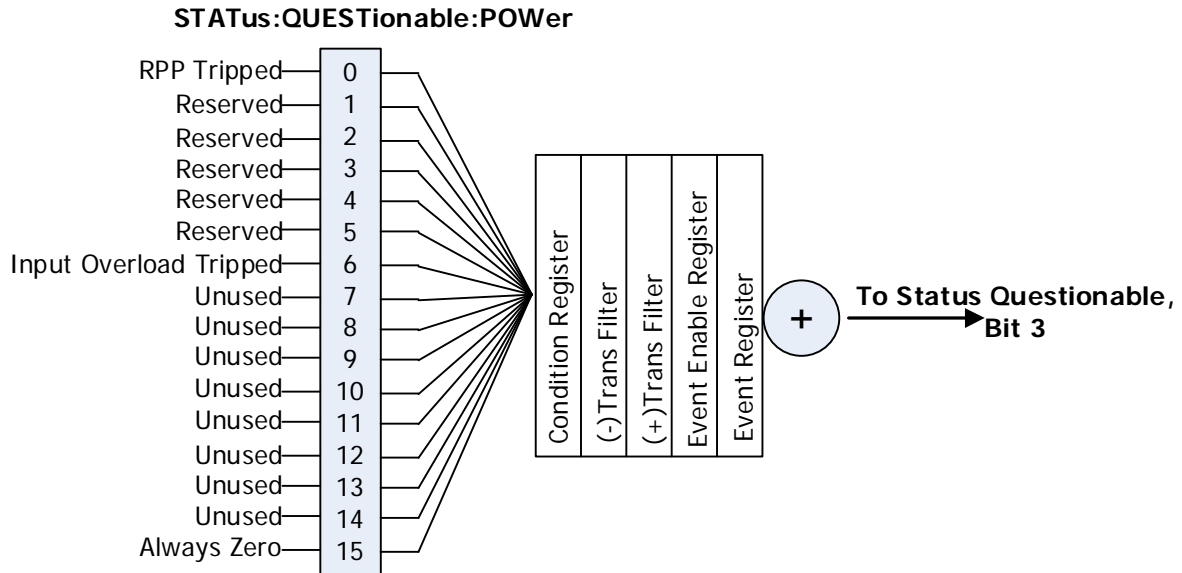 STATus:QUESTionable:POWer
RPP Tripped 0
Reserved 1
Reserved 2
Reserved 3
Reserved 4
Reserved 5
Input Overload Tripped 6
Unused 7
Unused 8
Unused 9
Unused 10
Unused 11
Unused 12
Unused 13
Unused 14
Always Zero 15
Condition Register
(-)Trans Filter
(+)Trans Filter
Event Enable Register
Event Register
+
To Status Questionable,
Bit 3